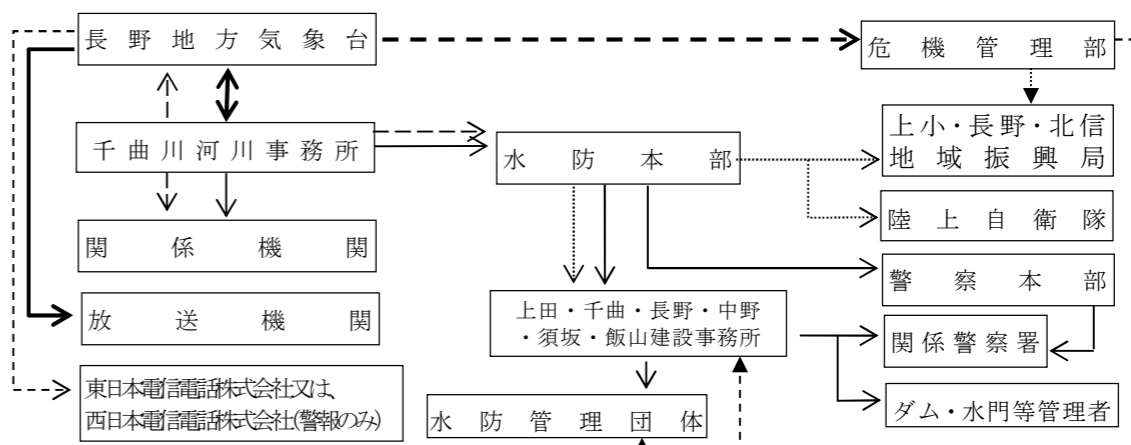 長野地方気象台
危機管理部
千曲川河川事務所
水防本部
上小・長野・北信
地域振興局
陸上自衛隊
関係機関
警察本部
放送機関
上田・千曲・長野・中野
・須坂・飯山建設事務所
関係警察署
東日本電信電話株式会社又は、
西日本電信電話株式会社(警報のみ)
水防管理団体
ダム・水門等管理者